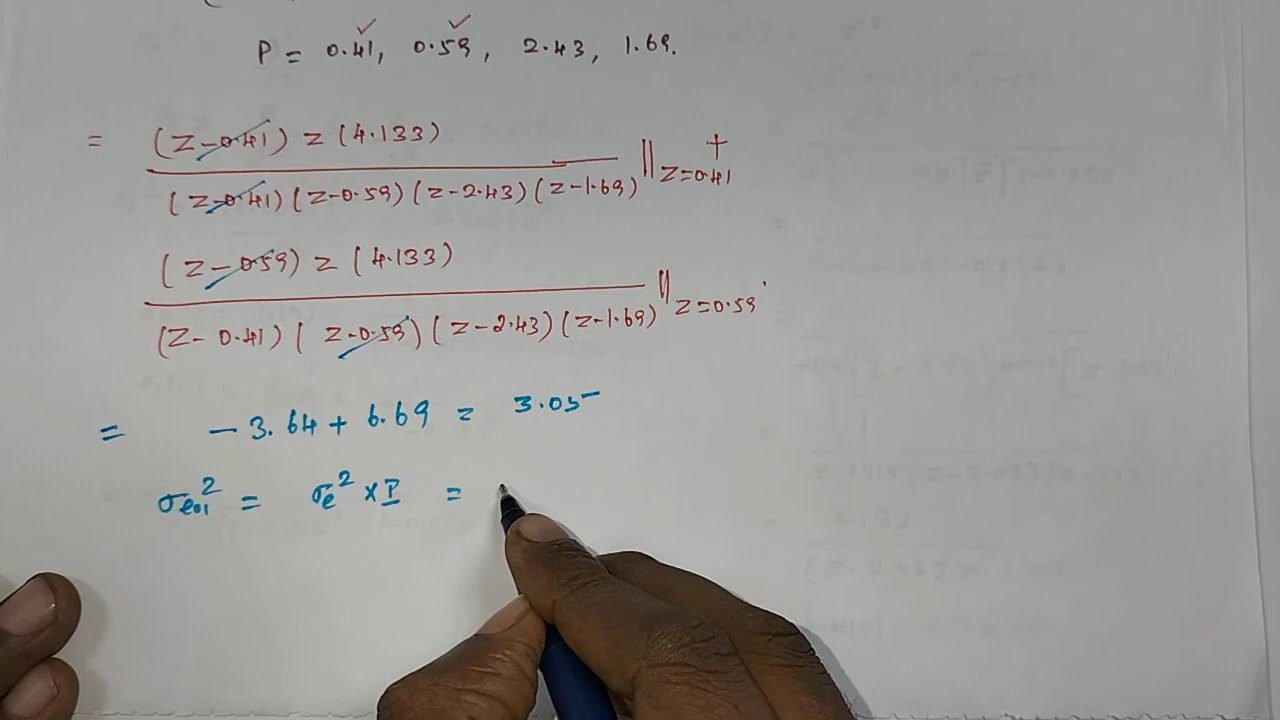 P = 0.41, 0.59, 2.43, 1.69.
= (Z-0.41) z (4.133)
(Z-0.41) (Z-0.59) (Z-2.43) (Z-1.69) || Z=0.41 +
(Z-0.59) z (4.133)
(Z-0.41) (Z-0.59) (Z-2.43) (Z-1.69) || Z=0.59
= -3.64 + 6.69 = 3.05
σe01² = σe² × I =